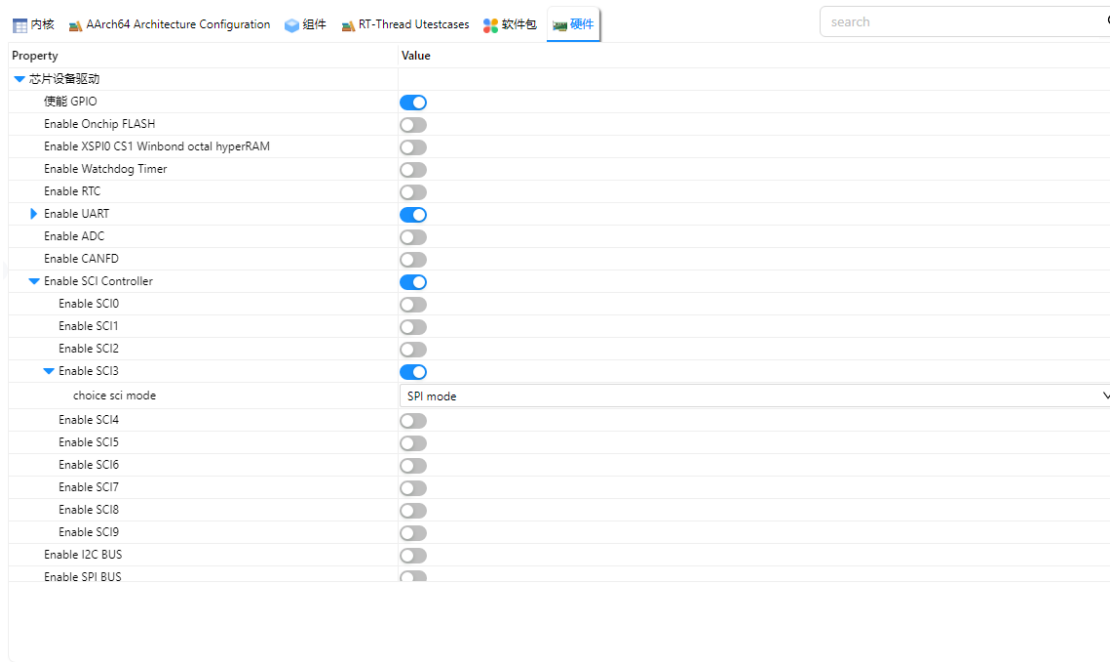 内核 AArch64 Architecture Configuration 组件 RT-Thread Utestcases 软件包 硬件 search
Property Value
芯片设备驱动
使能 GPIO
Enable Onchip FLASH
Enable XSPI0 CS1 Winbond octal hyperRAM
Enable Watchdog Timer
Enable RTC
Enable UART
Enable ADC
Enable CANFD
Enable SCI Controller
Enable SCI0
Enable SCI1
Enable SCI2
Enable SCI3
choice sci mode SPI mode
Enable SCI4
Enable SCI5
Enable SCI6
Enable SCI7
Enable SCI8
Enable SCI9
Enable I2C BUS
Enable SPI BUS